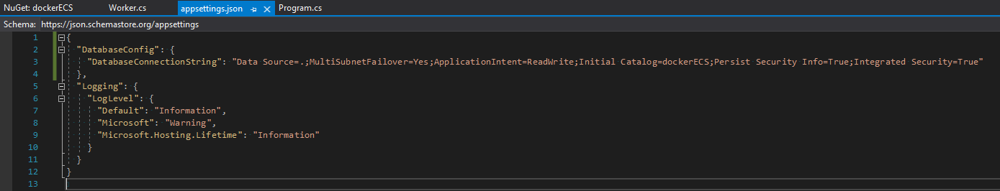 NuGet: dockerECS Worker.cs appsettings.json Program.cs
Schema: https://json.schemastore.org/appsettings
1 {
2 "DatabaseConfig": {
3 "DatabaseConnectionString": "Data Source=.;MultiSubnetFailover=Yes;ApplicationIntent=ReadWrite;Initial Catalog=dockerECS;Persist Security Info=True;Integrated Security=True"
4 },
5 "Logging": {
6 "LogLevel": {
7 "Default": "Information",
8 "Microsoft": "Warning",
9 "Microsoft.Hosting.Lifetime": "Information"
10 }
11 }
12 }
13